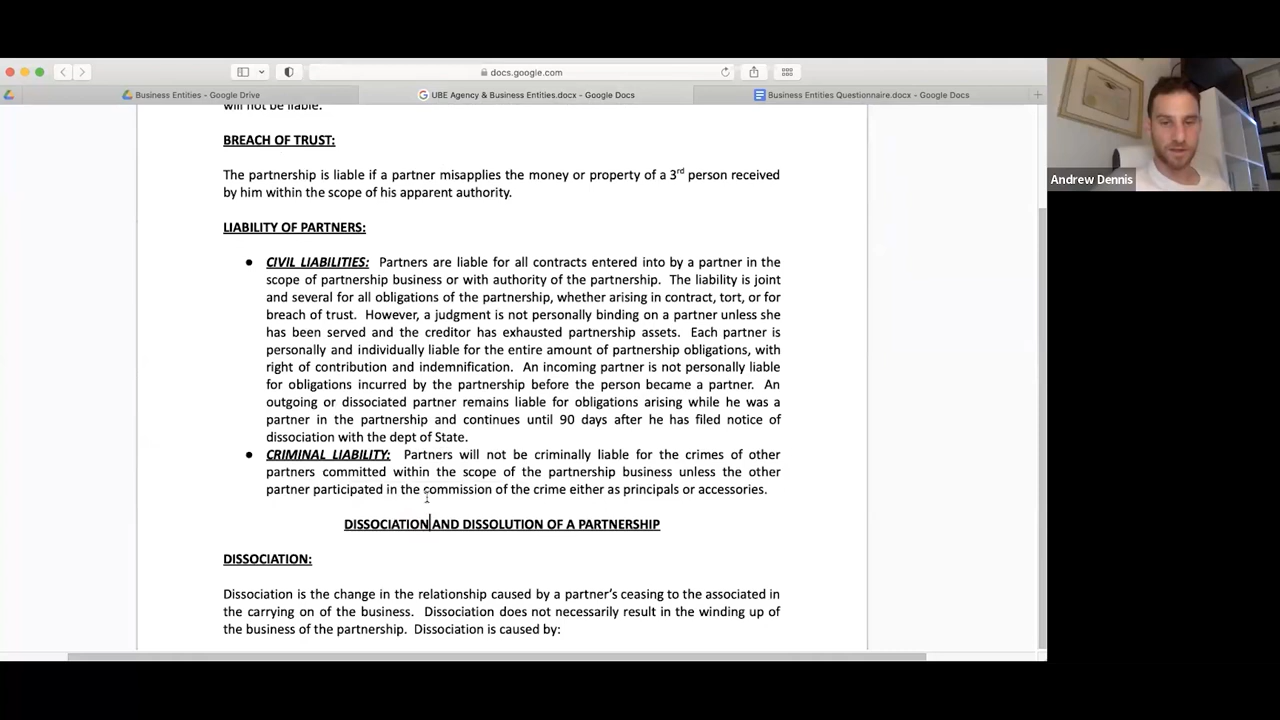 docs.google.com
Business Entities - Google Drive
UBE Agency & Business Entities.docx - Google Docs
Business Entities Questionnaire.docx - Google Docs
will not be liable.
BREACH OF TRUST:
The partnership is liable if a partner misapplies the money or property of a 3rd person received
by him within the scope of his apparent authority.
LIABILITY OF PARTNERS:
● CIVIL LIABILITIES: Partners are liable for all contracts entered into by a partner in the
scope of partnership business or with authority of the partnership. The liability is joint
and several for all obligations of the partnership, whether arising in contract, tort, or for
breach of trust. However, a judgment is not personally binding on a partner unless she
has been served and the creditor has exhausted partnership assets. Each partner is
personally and individually liable for the entire amount of partnership obligations, with
right of contribution and indemnification. An incoming partner is not personally liable
for obligations incurred by the partnership before the person became a partner. An
outgoing or dissociated partner remains liable for obligations arising while he was a
partner in the partnership and continues until 90 days after he has filed notice of
dissociation with the dept of State.
● CRIMINAL LIABILITY: Partners will not be criminally liable for the crimes of other
partners committed within the scope of the partnership business unless the other
partner participated in the commission of the crime either as principals or accessories.
DISSOCIATION AND DISSOLUTION OF A PARTNERSHIP
DISSOCIATION:
Dissociation is the change in the relationship caused by a partner's ceasing to the associated in
the carrying on of the business. Dissociation does not necessarily result in the winding up of
the business of the partnership. Dissociation is caused by:
Andrew Dennis